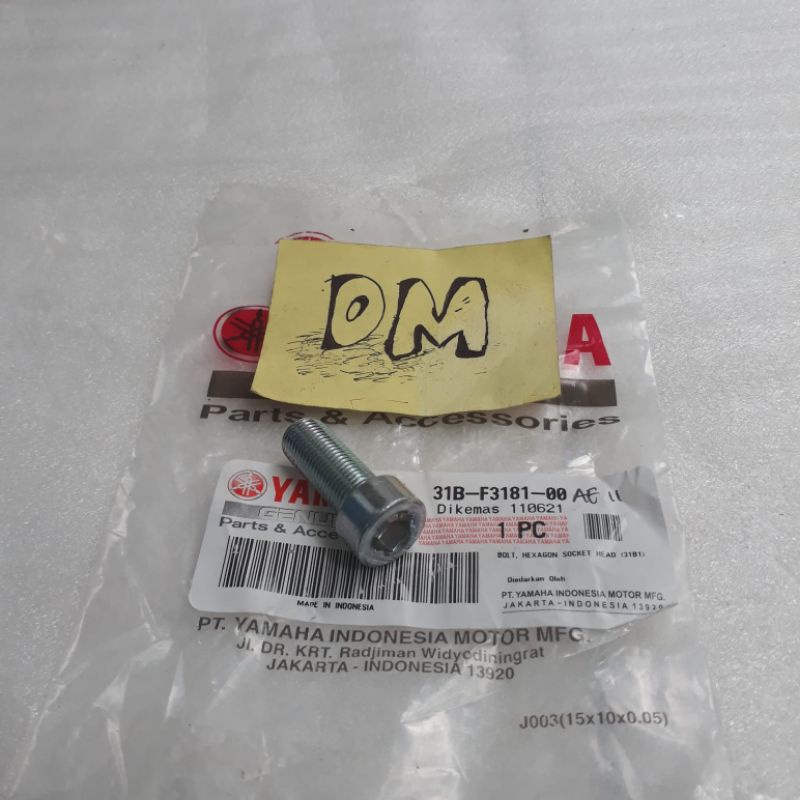 DM
A
Parts & Accessories
YA
31B-F3181-00
Dikemas 110621
GENU
1 PC
Parts & Acce
BOLT, HEXAGON SOCKET HEAD (31B1)
Diedarkan Oleh
PT. YAMAHA INDONESIA MOTOR MFG.
JAKARTA-INDONESIA 13920
MADE IN INDONESIA
PT. YAMAHA INDONESIA MOTOR MFG.
Jl. DR. KRT. Radjiman Widyodiningrat
JAKARTA - INDONESIA 13920
J003(15x10x0.05)